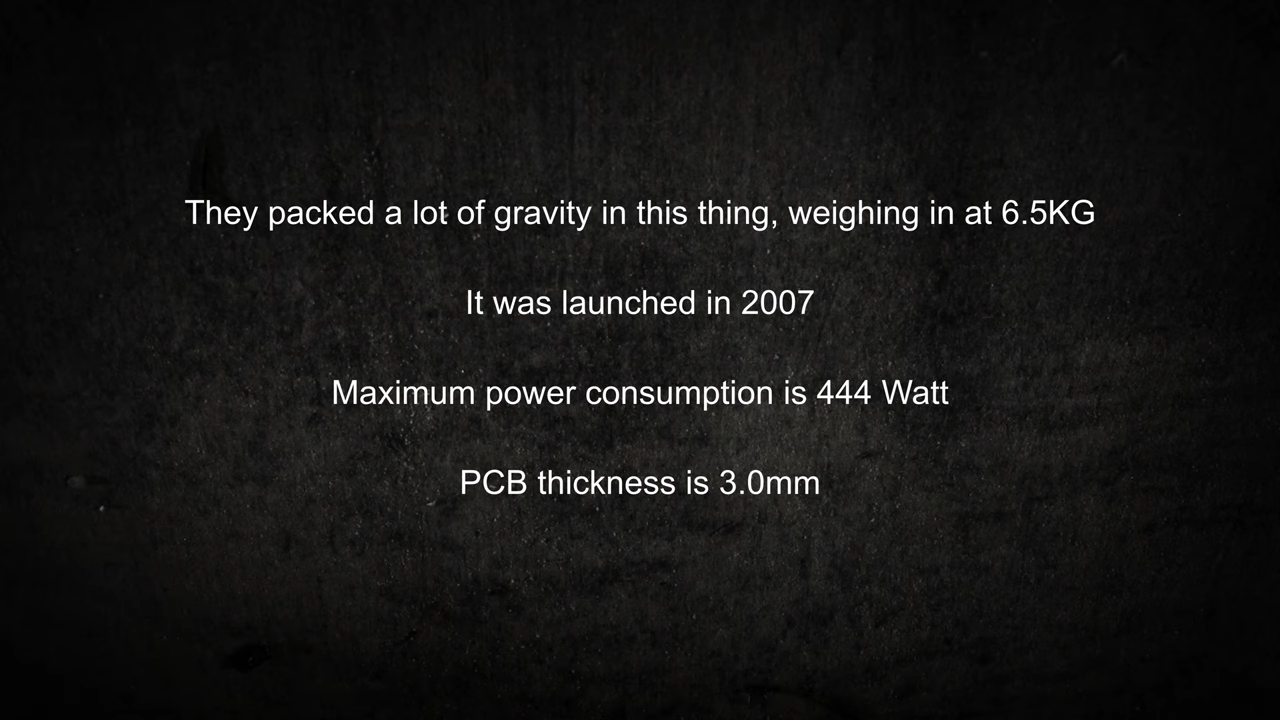 They packed a lot of gravity in this thing, weighing in at 6.5KG
It was launched in 2007
Maximum power consumption is 444 Watt
PCB thickness is 3.0mm